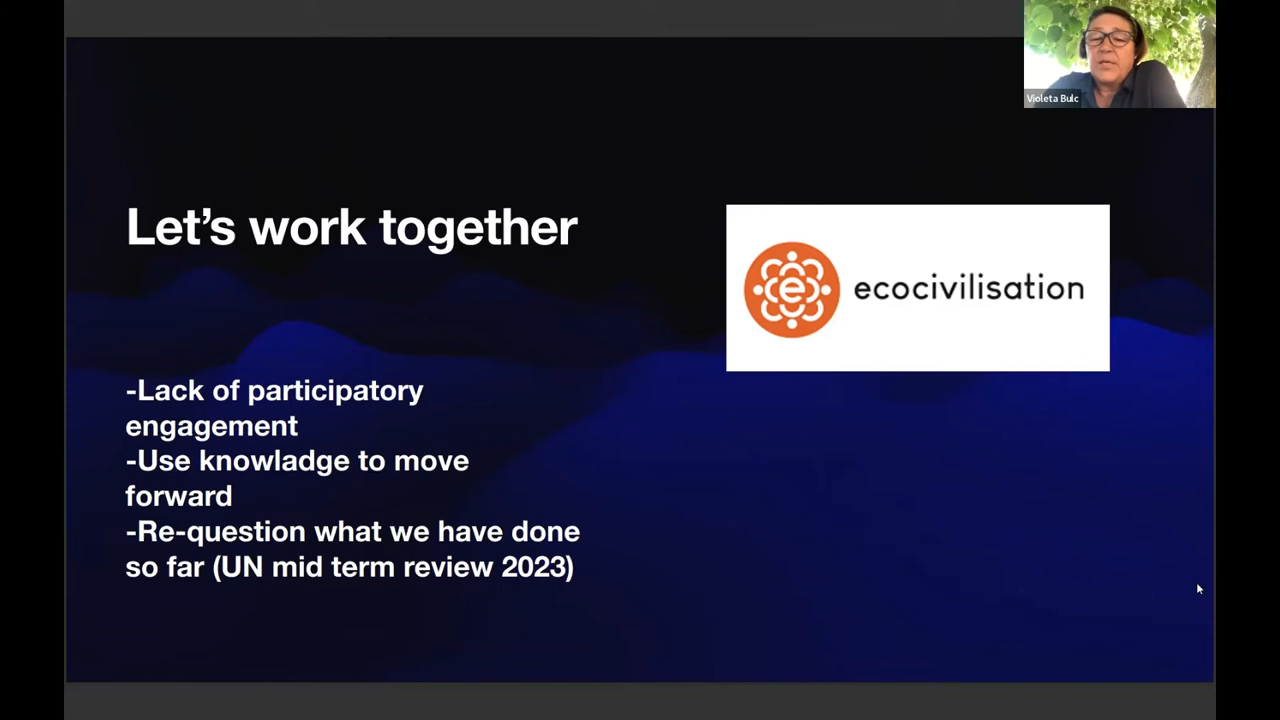 Violeta Bulc
Let's work together
e ecocivilisation
-Lack of participatory
engagement
-Use knowladge to move
forward
-Re-question what we have done
so far (UN mid term review 2023)